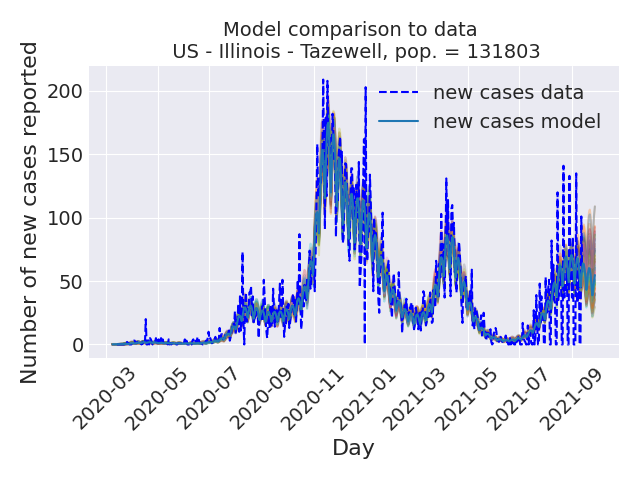 Model comparison to data
US - Illinois - Tazewell, pop. = 131803
Number of new cases reported
200
150
100
50
0
new cases data
new cases model
2020-03
2020-05
2020-07
2020-09
2020-11
2021-01
2021-03
2021-05
2021-07
2021-09
Day